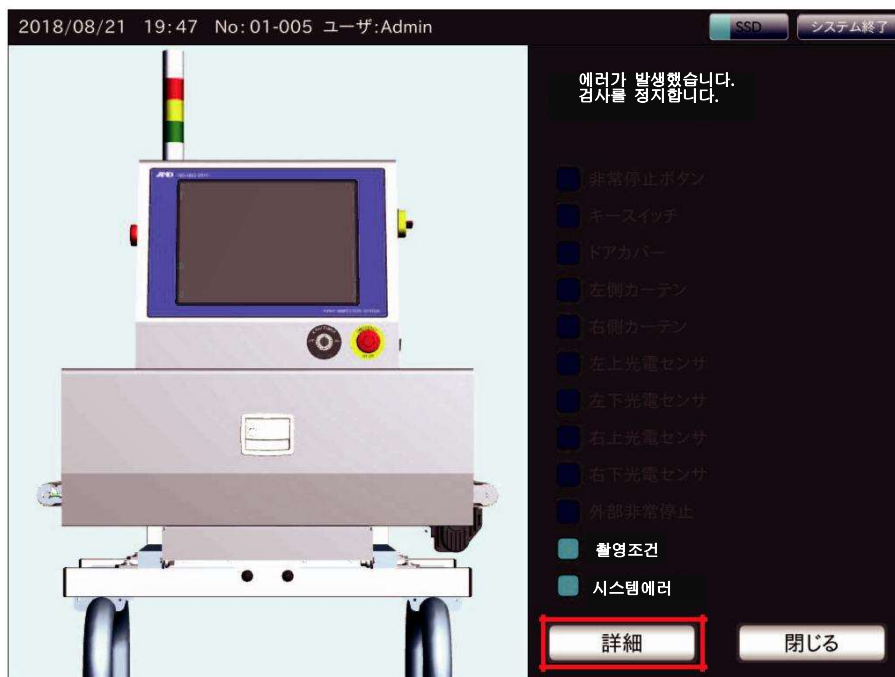 2018/08/21 19:47 No:01-005 ユーザ:Admin
SSD
システム終了
에러가 발생했습니다.
검사를 정지합니다.
非常停止ボタン
キースイッチ
ドアカバー
左側カーテン
右側カーテン
左上光電センサ
左下光電センサ
右上光電センサ
右下光電センサ
外部非常停止
촬영조건
시스템에러
詳細
閉じる